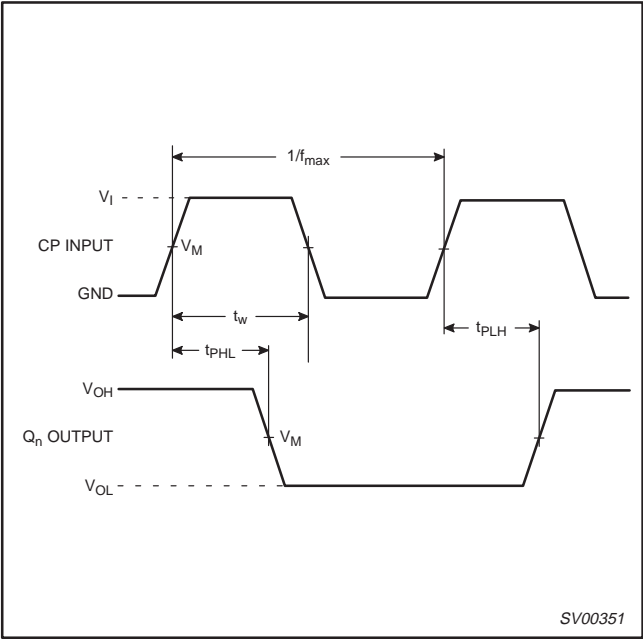 1/fmax
VI
CP INPUT
VM
GND
tw
tPLH
tPHL
VOH
Qn OUTPUT
VM
VOL
SV00351